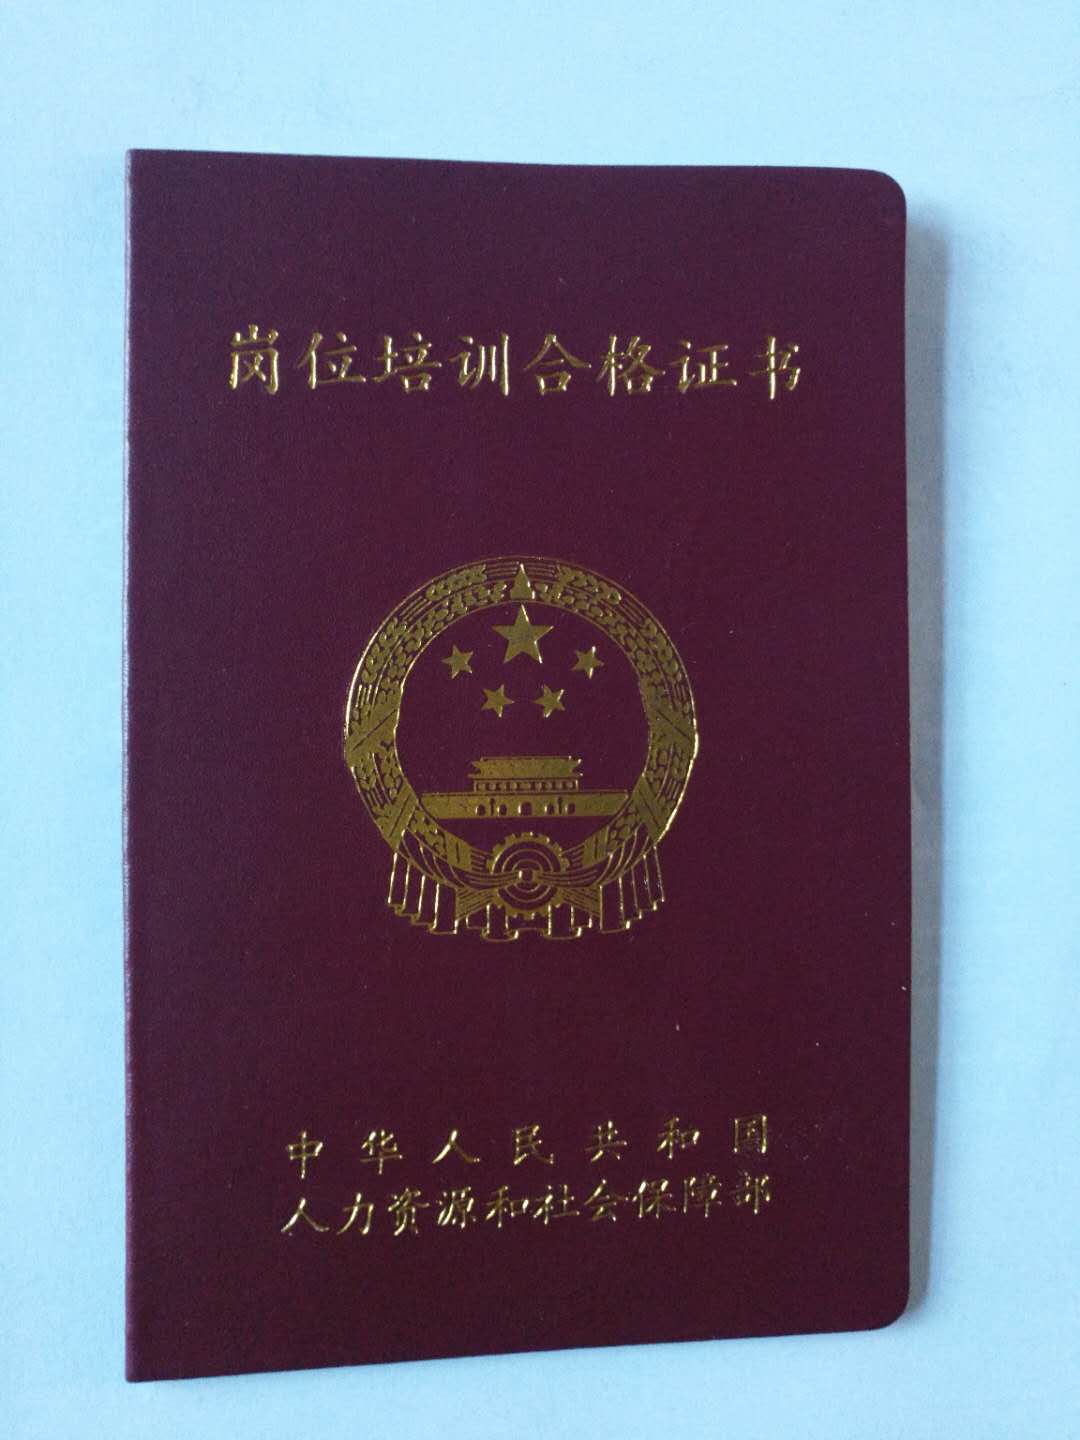 岗位培训合格证书
中华人民共和国
人力资源和社会保障部